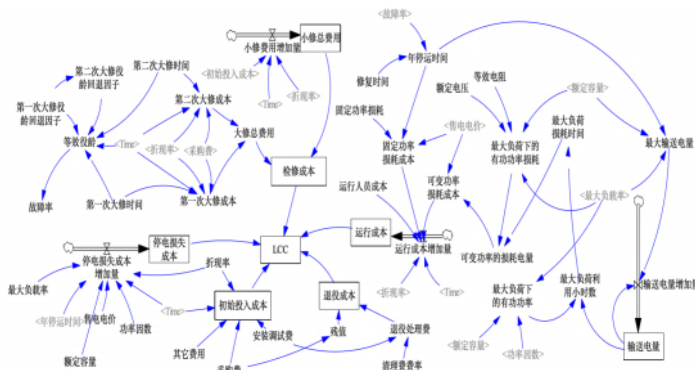 <故障率>
小修总费用
小修费用增加量
年停运时间
第二次大修时间
第二次大修役
龄回退因子
<初始投入成本>
修复时间
等效电阻
额定电压
<额定容量>
<Time>
<折现率>
第二次大修成本
第一次大修役
龄回退因子
固定功率损耗
最大负荷
损耗时间
大修总费用
<售电电价>
等效役龄
<Time>
<折现率>
<采购费>
固定功率
损耗成本
最大负荷下的
有功功率损耗
最大输送电量
检修成本
运行人员成本
可变功率
损耗成本
<最大负载率>
故障率
第一次大修时间
第一次大修成本
停电损失
成本
LCC
运行成本
运行成本增加量
停电损失成本
增加量
可变功率的损耗电量
折现率
最大负载率
<Time>
初始投入成本
退役成本
<折现率>
<Time>
最大负荷下
的有功功率
最大负荷利
用小时数
输送电量增加量
<年停运时间>
售电电价
功率因数
安装调试费
残值
退役处理费
<额定容量>
<功率因数>
输送电量
额定容量
其它费用
采购费
清理费费率